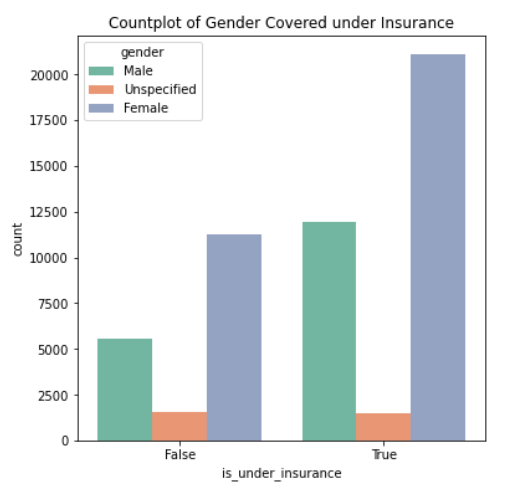 Countplot of Gender Covered under Insurance
gender
Male
Unspecified
Female
20000
17500
15000
12500
10000
7500
5000
2500
0
count
False
True
is_under_insurance